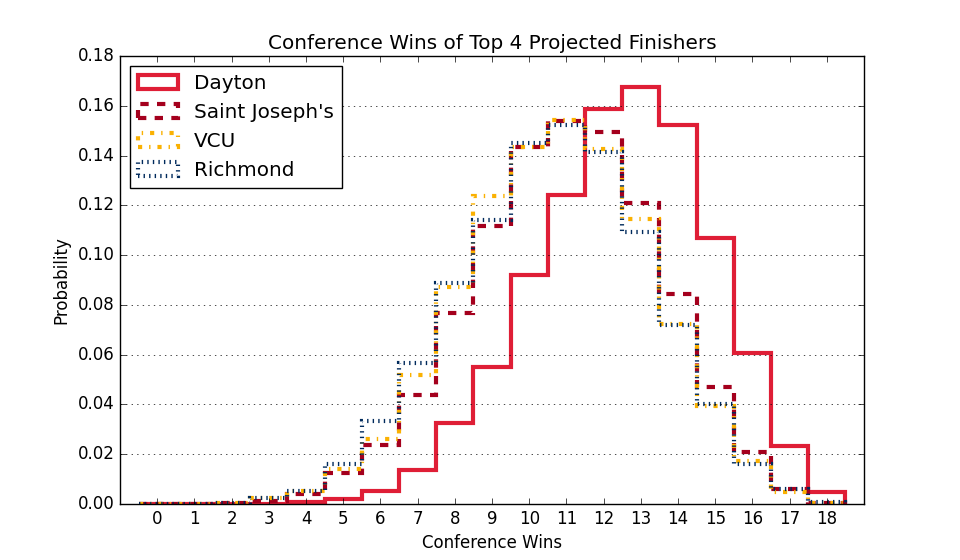 Conference Wins of Top 4 Projected Finishers
0.18
0.16
0.14
0.12
0.10
0.08
0.06
0.04
0.02
0.00
Probability
Dayton
Saint Joseph's
VCU
Richmond
0 1 2 3 4 5 6 7 8 9 10 11 12 13 14 15 16 17 18
Conference Wins